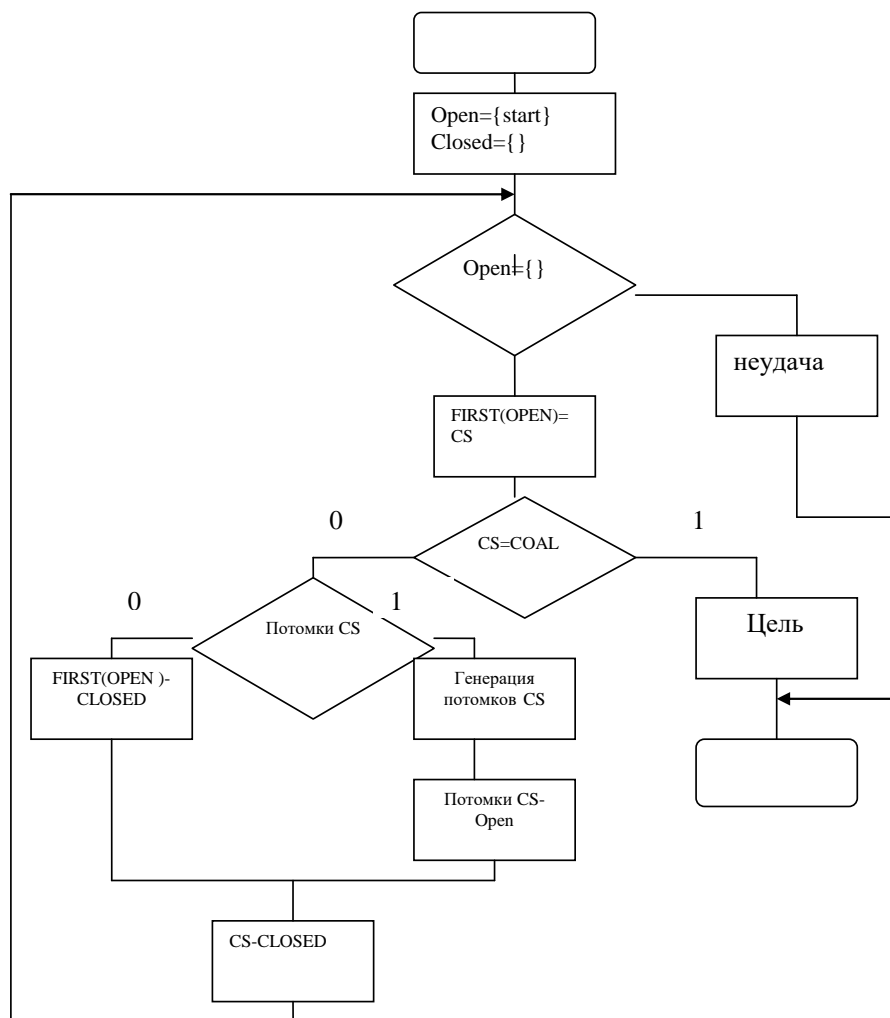 Open={start}
Closed={}
Open≠{}
неудача
FIRST(OPEN)=
CS
0
1
CS=COAL
0
1
Потомки CS
Цель
FIRST(OPEN )-
CLOSED
Генерация
потомков CS
Потомки CS-
Open
CS-CLOSED